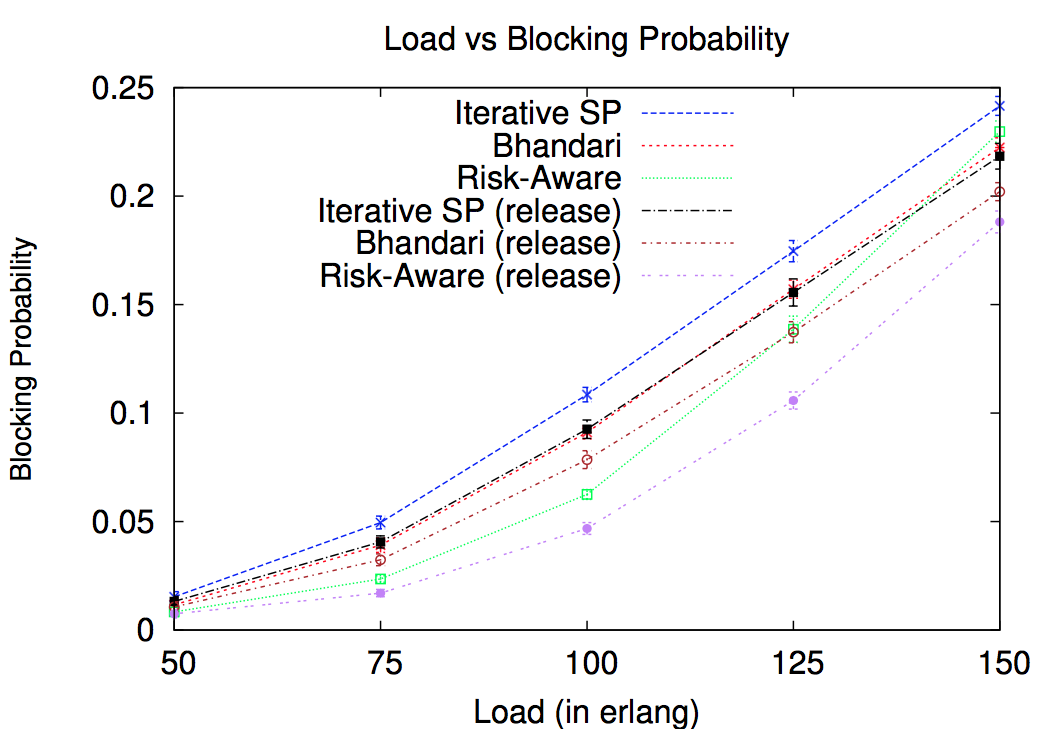 Load vs Blocking Probability
0.25
0.2
0.15
0.1
0.05
0
Blocking Probability
Iterative SP
Bhandari
Risk-Aware
Iterative SP (release)
Bhandari (release)
Risk-Aware (release)
50 75 100 125 150
Load (in erlang)